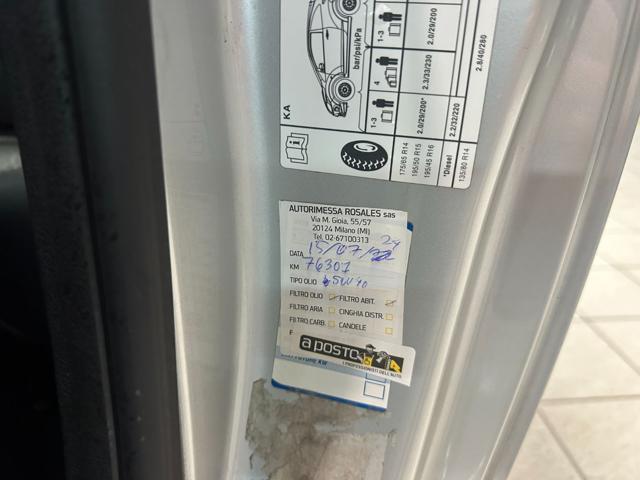 KA
bar/psi/kPa
1-3
2.0/29/200
4
2.3/33/230
2.8/40/280
1-3
2.0/29/200*
2.2/32/220
175/65 R14
195/50 R15
195/45 R16
*Diesel
135/80 R14
AUTORIMESSA ROSALES sas
Via M. Gioia, 55/57
20124 Milano (MI)
Tel. 02-67100313
DATA 15/07/24
KM 76301
TIPO OLIO 5W40
FILTRO OLIO FILTRO ABIT.
FILTRO ARIA CINGHIA DISTR.
FILTRO CARB. CANDELE
F
a posto
I PROFESSIONISTI DELL'AUTO